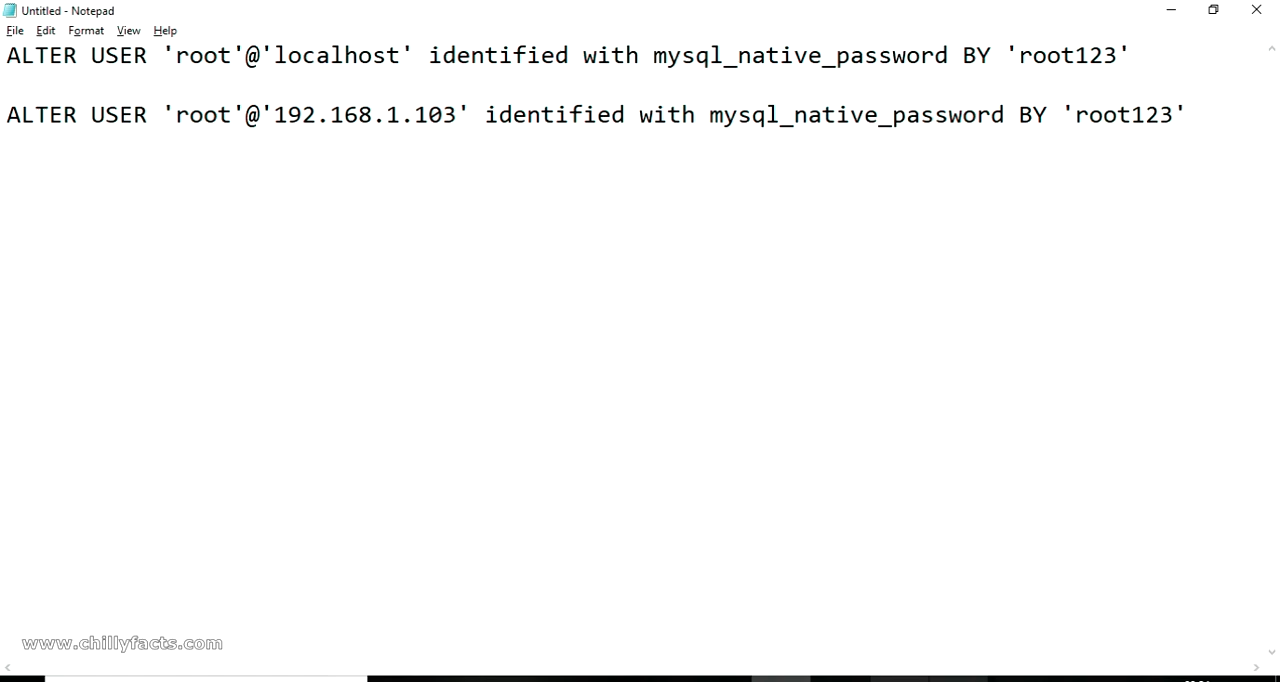 Untitled - Notepad
File Edit Format View Help
ALTER USER 'root'@'localhost' identified with mysql_native_password BY 'root123'
ALTER USER 'root'@'192.168.1.103' identified with mysql_native_password BY 'root123'
www.chillyfacts.com